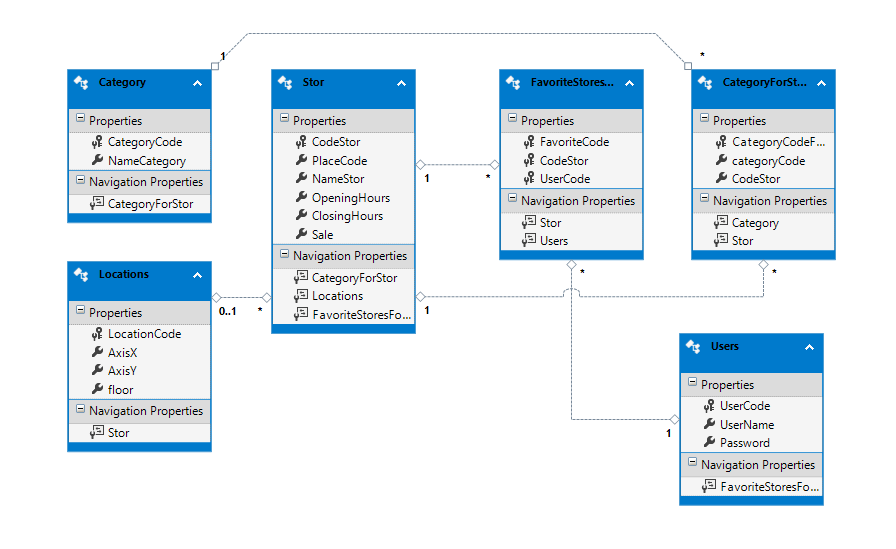 Category
Properties
CategoryCode
NameCategory
Navigation Properties
CategoryForStor
Stor
Properties
CodeStor
PlaceCode
NameStor
OpeningHours
ClosingHours
Sale
Navigation Properties
CategoryForStor
Locations
FavoriteStoresFo...
FavoriteStores...
Properties
FavoriteCode
CodeStor
UserCode
Navigation Properties
Stor
Users
CategoryForSt...
Properties
CategoryCodeF...
categoryCode
CodeStor
Navigation Properties
Category
Stor
Locations
Properties
LocationCode
AxisX
AxisY
floor
Navigation Properties
Stor
Users
Properties
UserCode
UserName
Password
Navigation Properties
FavoriteStoresFo...
1
*
1
*
0..1
*
1
*
*
1